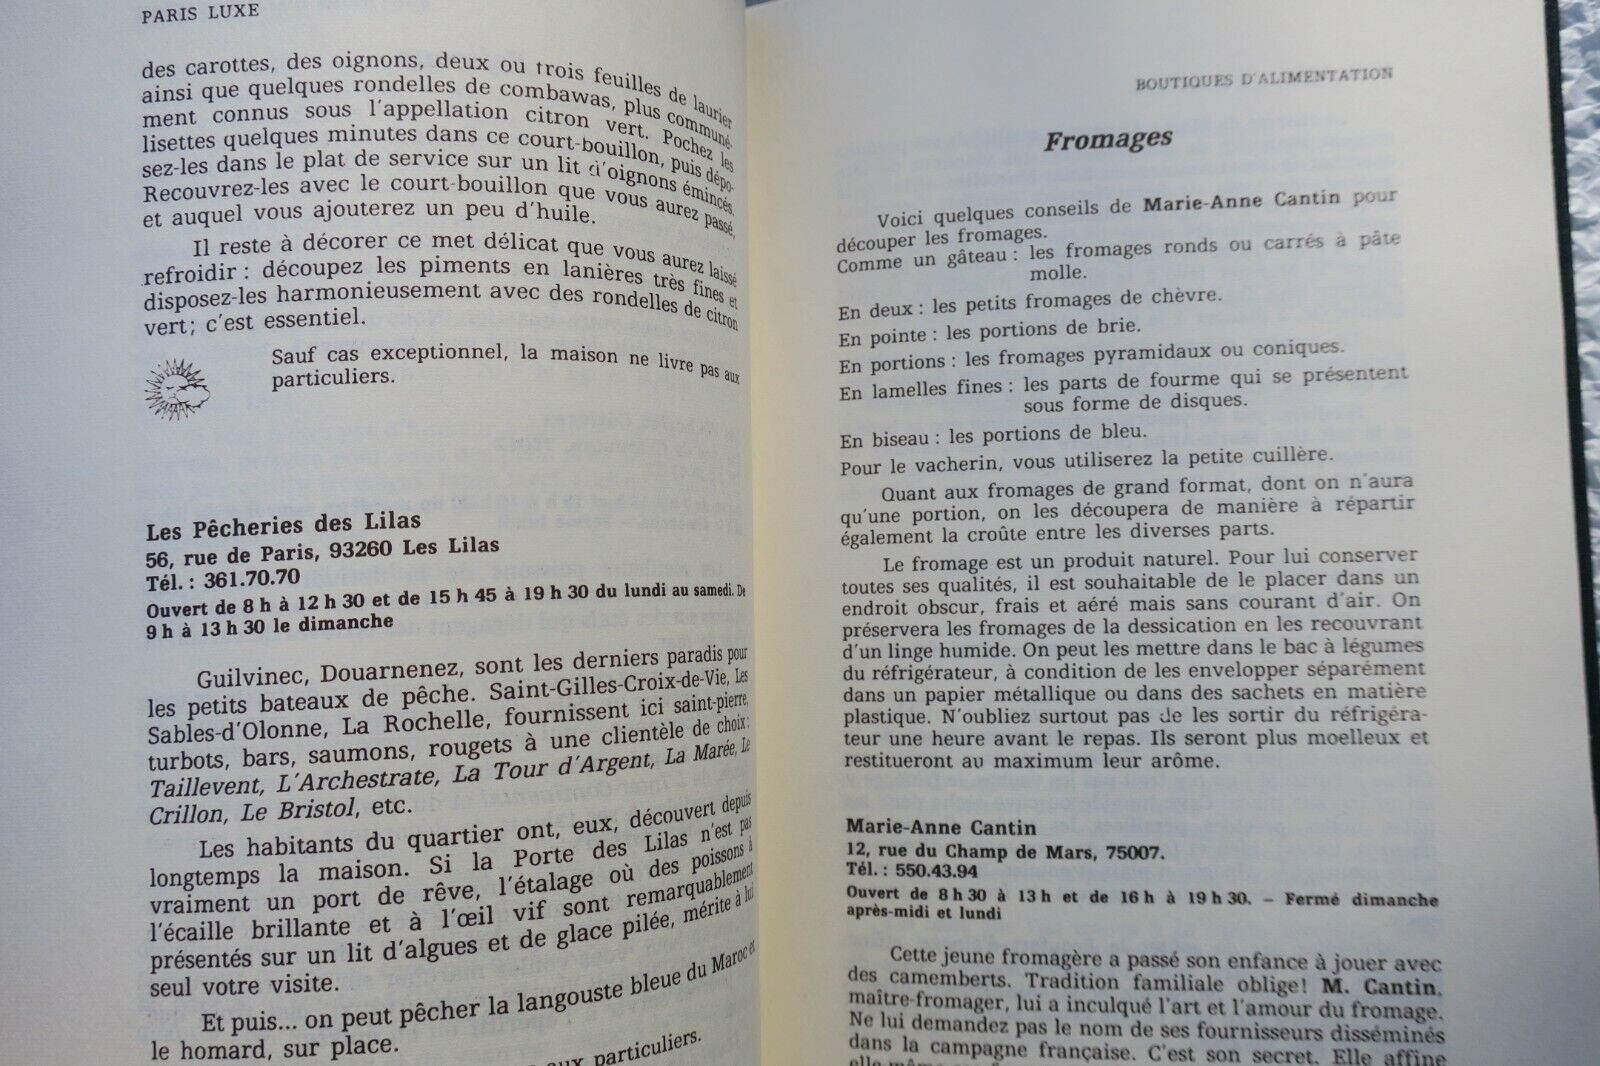 PARIS LUXE
des carottes, des oignons, deux ou trois feuilles de laurier
ainsi que quelques rondelles de combawas, plus communé-
ment connus sous l'appellation citron vert. Pochez les
lisettes quelques minutes dans ce court-bouillon, puis dépo-
sez-les dans le plat de service sur un lit d'oignons émincés.
Recouvrez-les avec le court-bouillon que vous aurez passé,
et auquel vous ajouterez un peu d'huile.
Il reste à décorer ce met délicat que vous aurez laissé
refroidir : découpez les piments en lanières très fines et
disposez-les harmonieusement avec des rondelles de citron
vert; c'est essentiel.
Sauf cas exceptionnel, la maison ne livre pas aux
particuliers.
Les Pêcheries des Lilas
56, rue de Paris, 93260 Les Lilas
Tél. : 361.70.70
Ouvert de 8 h à 12 h 30 et de 15 h 45 à 19 h 30 du lundi au samedi. De
9 h à 13 h 30 le dimanche
Guilvinec, Douarnenez, sont les derniers paradis pour
les petits bateaux de pêche. Saint-Gilles-Croix-de-Vie, Les
Sables-d'Olonne, La Rochelle, fournissent ici saint-pierre,
turbots, bars, saumons, rougets à une clientèle de choix :
Taillevent, L'Archestrate, La Tour d'Argent, La Marée, Le
Crillon, Le Bristol, etc.
Les habitants du quartier ont, eux, découvert depuis
longtemps la maison. Si la Porte des Lilas n'est pas
vraiment un port de rêve, l'étalage où des poissons à
l'écaille brillante et à l'œil vif sont remarquablement
présentés sur un lit d'algues et de glace pilée, mérite à lui
seul votre visite.
Et puis... on peut pêcher la langouste bleue du Maroc et
le homard, sur place.
aux particuliers.
BOUTIQUES D'ALIMENTATION
Fromages
Voici quelques conseils de Marie-Anne Cantin pour
découper les fromages.
Comme un gâteau : les fromages ronds ou carrés à pâte
molle.
En deux : les petits fromages de chèvre.
En pointe : les portions de brie.
En portions : les fromages pyramidaux ou coniques.
En lamelles fines : les parts de fourme qui se présentent
sous forme de disques.
En biseau : les portions de bleu.
Pour le vacherin, vous utiliserez la petite cuillère.
Quant aux fromages de grand format, dont on n'aura
qu'une portion, on les découpera de manière à répartir
également la croûte entre les diverses parts.
Le fromage est un produit naturel. Pour lui conserver
toutes ses qualités, il est souhaitable de le placer dans un
endroit obscur, frais et aéré mais sans courant d'air. On
préservera les fromages de la dessication en les recouvrant
d'un linge humide. On peut les mettre dans le bac à légumes
du réfrigérateur, à condition de les envelopper séparément
dans un papier métallique ou dans des sachets en matière
plastique. N'oubliez surtout pas de les sortir du réfrigéra-
teur une heure avant le repas. Ils seront plus moelleux et
restitueront au maximum leur arôme.
Marie-Anne Cantin
12, rue du Champ de Mars, 75007.
Tél. : 550.43.94
Ouvert de 8 h 30 à 13 h et de 16 h à 19 h 30. – Fermé dimanche
après-midi et lundi
Cette jeune fromagère a passé son enfance à jouer avec
des camemberts. Tradition familiale oblige! M. Cantin,
maître-fromager, lui a inculqué l'art et l'amour du fromage.
Ne lui demandez pas le nom de ses fournisseurs disséminés
dans la campagne française. C'est son secret. Elle affine